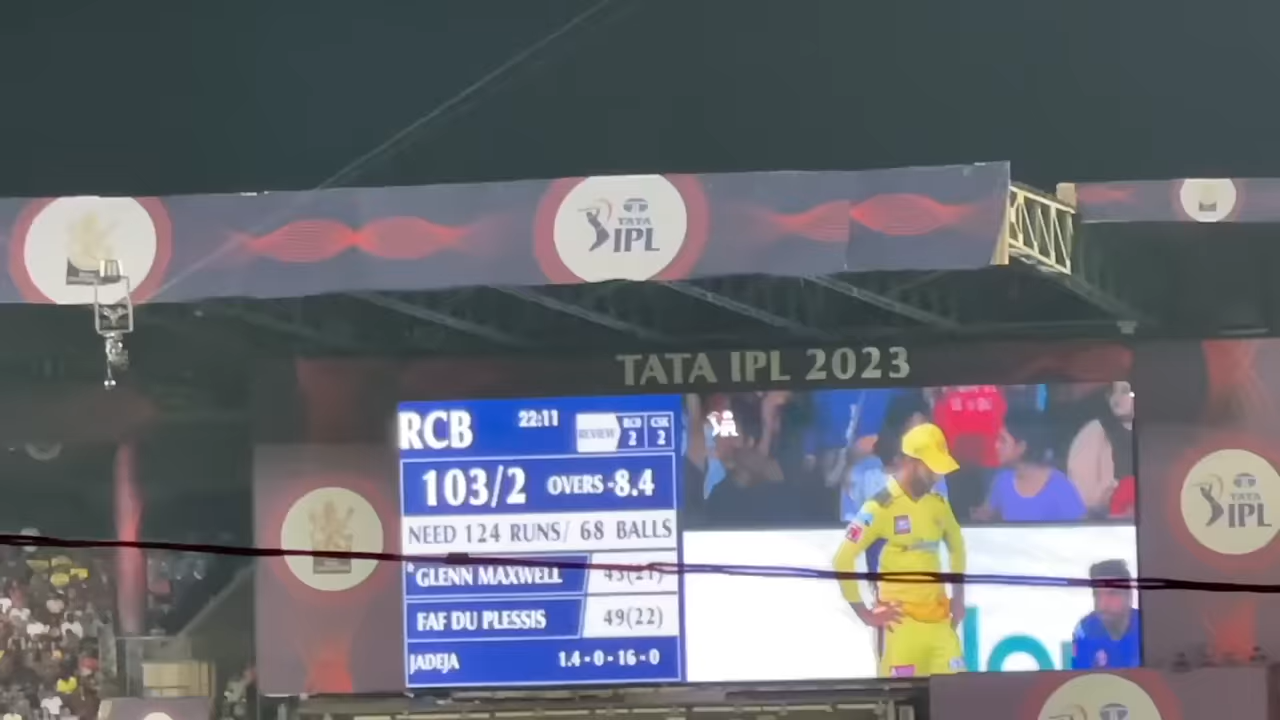 TATA
IPL
TATA IPL 2023
RCB 22:11 REVIEW RCB 2 CSK 2
103/2 OVERS-8.4
NEED 124 RUNS/ 68 BALLS
*GLENN MAXWELL
FAF DU PLESSIS 49(22)
JADEJA 1.4-0-16-0
TATA
IPL